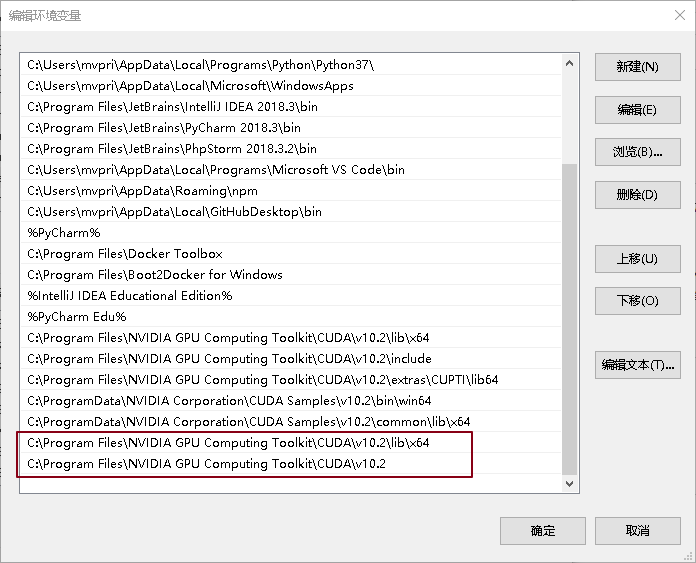 编辑环境变量
C:\Users\mvpri\AppData\Local\Programs\Python\Python37\
C:\Users\mvpri\AppData\Local\Microsoft\WindowsApps
C:\Program Files\JetBrains\IntelliJ IDEA 2018.3\bin
C:\Program Files\JetBrains\PyCharm 2018.3\bin
C:\Program Files\JetBrains\PhpStorm 2018.3.2\bin
C:\Users\mvpri\AppData\Local\Programs\Microsoft VS Code\bin
C:\Users\mvpri\AppData\Roaming\npm
C:\Users\mvpri\AppData\Local\GitHubDesktop\bin
%PyCharm%
C:\Program Files\Docker Toolbox
C:\Program Files\Boot2Docker for Windows
%IntelliJ IDEA Educational Edition%
%PyCharm Edu%
C:\Program Files\NVIDIA GPU Computing Toolkit\CUDA\v10.2\lib\x64
C:\Program Files\NVIDIA GPU Computing Toolkit\CUDA\v10.2\include
C:\Program Files\NVIDIA GPU Computing Toolkit\CUDA\v10.2\extras\CUPTI\lib64
C:\ProgramData\NVIDIA Corporation\CUDA Samples\v10.2\bin\win64
C:\ProgramData\NVIDIA Corporation\CUDA Samples\v10.2\common\lib\x64
C:\Program Files\NVIDIA GPU Computing Toolkit\CUDA\v10.2\lib\x64
C:\Program Files\NVIDIA GPU Computing Toolkit\CUDA\v10.2
新建(N)
编辑(E)
浏览(B)...
删除(D)
上移(U)
下移(O)
编辑文本(T)...
确定
取消